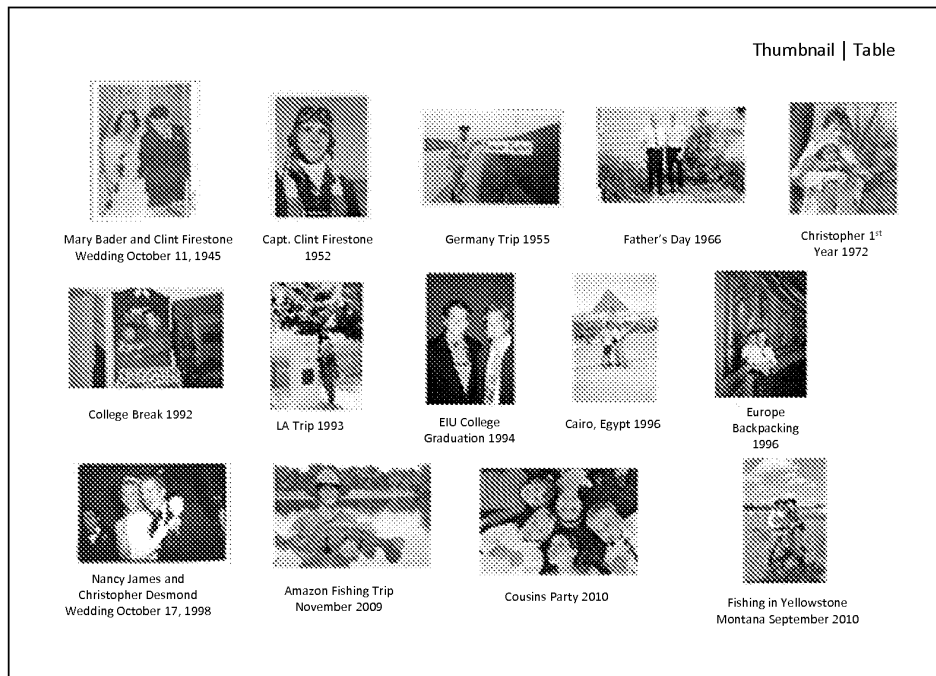 Thumbnail | Table
Mary Bader and Clint Firestone
Wedding October 11, 1945
Capt. Clint Firestone
1952
Germany Trip 1955
Father's Day 1966
Christopher 1st
Year 1972
College Break 1992
LA Trip 1993
EIU College
Graduation 1994
Cairo, Egypt 1996
Europe
Backpacking
1996
Nancy James and
Christopher Desmond
Wedding October 17, 1998
Amazon Fishing Trip
November 2009
Cousins Party 2010
Fishing in Yellowstone
Montana September 2010